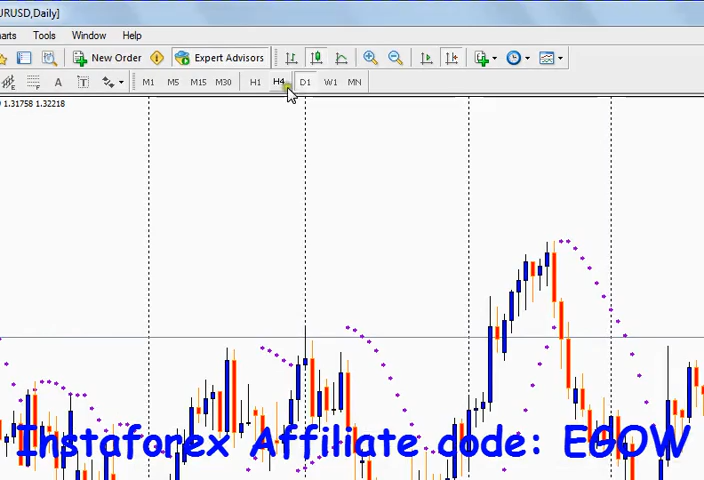 URUSD,Daily]
arts Tools Window Help
New Order Expert Advisors
A T M1 M5 M15 M30 H1 H4 D1 W1 MN
1.31758 1.32218
Instaforex Affiliate code: EGOW